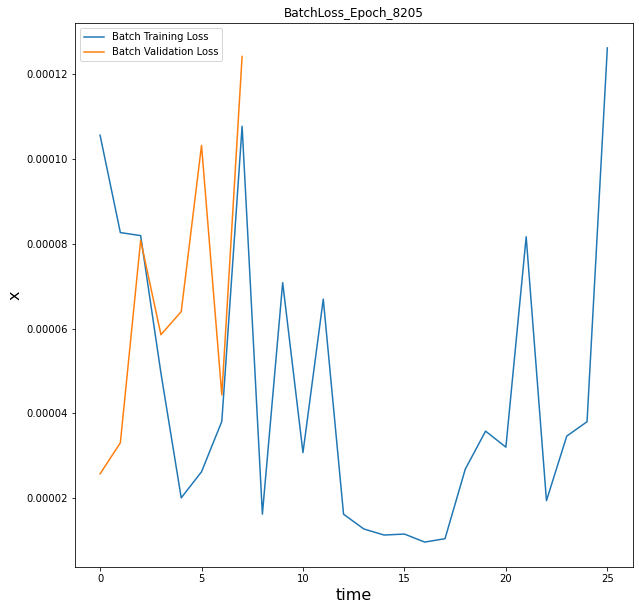 BatchLoss_Epoch_8205
Batch Training Loss
Batch Validation Loss
0.00012
0.00010
0.00008
0.00006
0.00004
0.00002
x
0 5 10 15 20 25
time